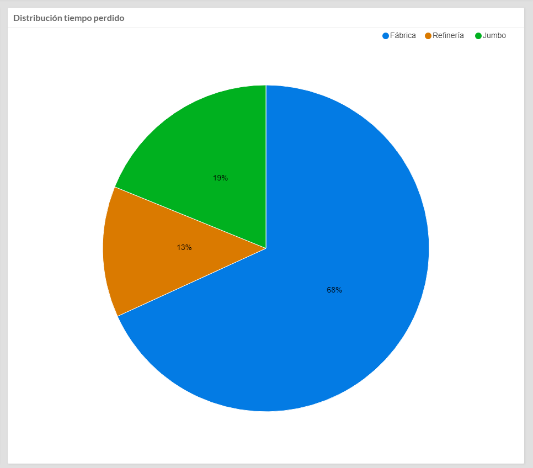 Distribución tiempo perdido
Fábrica Refinería Jumbo
19%
13%
68%